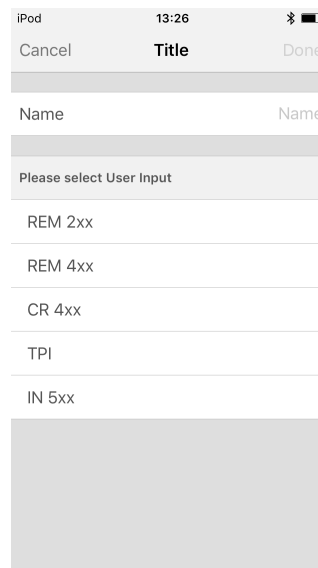 iPod 13:26
Cancel Title Done
Name Name
Please select User Input
REM 2xx
REM 4xx
CR 4xx
TPI
IN 5xx